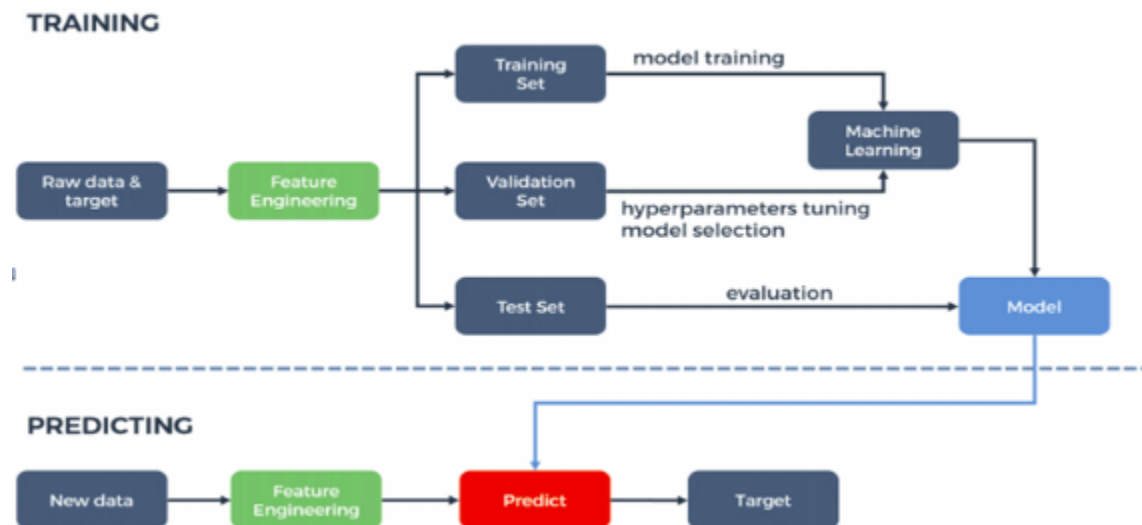 TRAINING
Training
Set
model training
Machine
Learning
Raw data &
target
Feature
Engineering
Validation
Set
hyperparameters tuning
model selection
Test Set
evaluation
Model
PREDICTING
New data
Feature
Engineering
Predict
Target